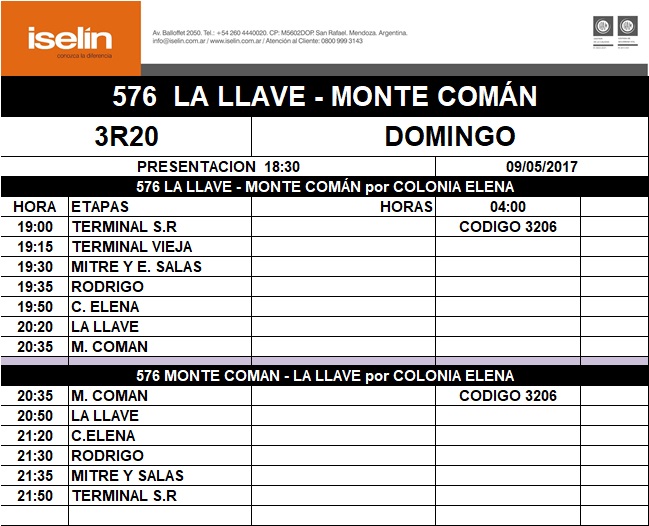 iselín
conozca la diferencia
Av. Balloffet 2050. Tel.: +54 260 4440020. CP: M5602DOP. San Rafael. Mendoza. Argentina.
info@iselin.com.ar / www.iselin.com.ar / Atención al Cliente: 0800 999 3143
576 LA LLAVE - MONTE COMÁN
3R20 DOMINGO
PRESENTACION 18:30 09/05/2017
576 LA LLAVE - MONTE COMÁN por COLONIA ELENA
HORA ETAPAS HORAS 04:00
19:00 TERMINAL S.R CODIGO 3206
19:15 TERMINAL VIEJA
19:30 MITRE Y E. SALAS
19:35 RODRIGO
19:50 C. ELENA
20:20 LA LLAVE
20:35 M. COMAN
576 MONTE COMAN - LA LLAVE por COLONIA ELENA
20:35 M. COMAN CODIGO 3206
20:50 LA LLAVE
21:20 C.ELENA
21:30 RODRIGO
21:35 MITRE Y SALAS
21:50 TERMINAL S.R